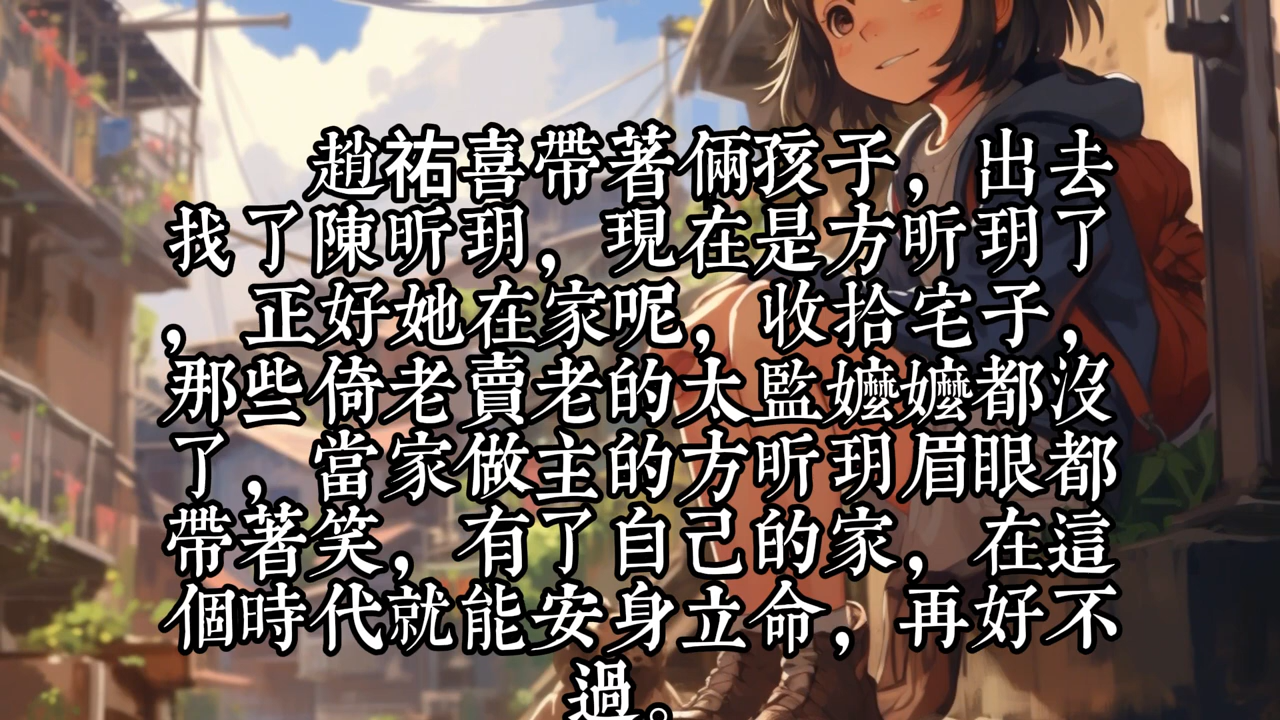 趙祐喜帶著倆孩子，出去
找了陳昕玥，現在是方昕玥了
，正好她在家呢，收拾宅子，
那些倚老賣老的太監嬤嬤都沒
了，當家做主的方昕玥眉眼都
帶著笑，有了自己的家，在這
個時代就能安身立命，再好不
過。